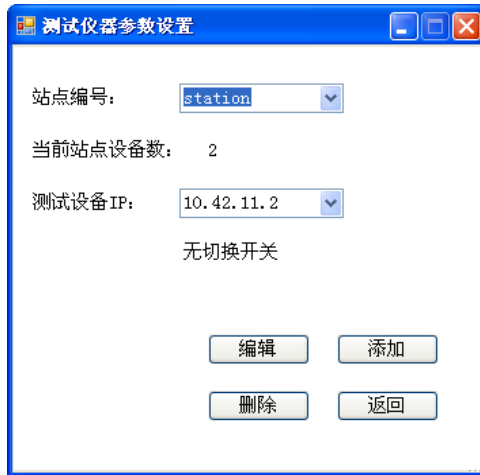 测试仪器参数设置
站点编号： station
当前站点设备数： 2
测试设备IP： 10.42.11.2
无切换开关
编辑 添加
删除 返回